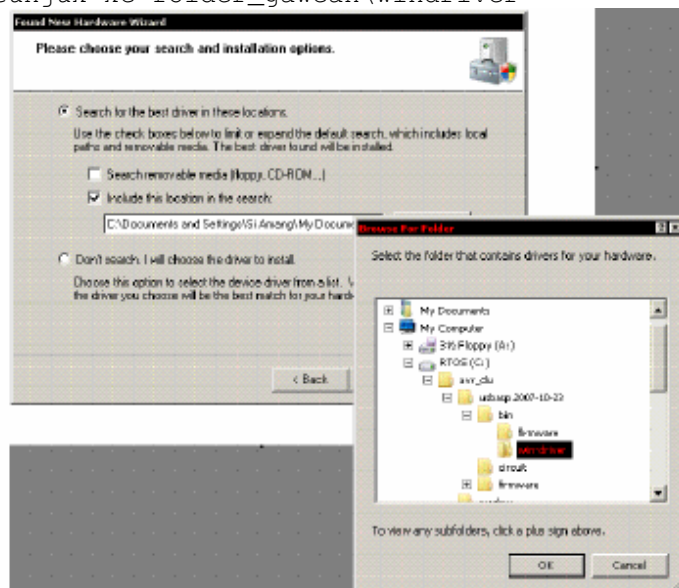 Found New Hardware Wizard
Please choose your search and installation options.
Search for the best driver in these locations.
Use the check boxes below to limit or expand the default search, which includes local
paths and removable media. The best driver found will be installed.
Search removable media (floppy, CD-ROM...)
Include this location in the search:
C:\Documents and Settings\Si Amang\My Docume
Don't search. I will choose the driver to install.
Choose this option to select the device driver from a list.
the driver you choose will be the best match for your hard
< Back
Browse For Folder
Select the folder that contains drivers for your hardware.
My Documents
My Computer
3½ Floppy (A:)
RTOS (C:)
avr_clu
usbasp.2007-10-23
bin
firmware
win-driver
circuit
firmware
To view any subfolders, click a plus sign above.
OK
Cancel